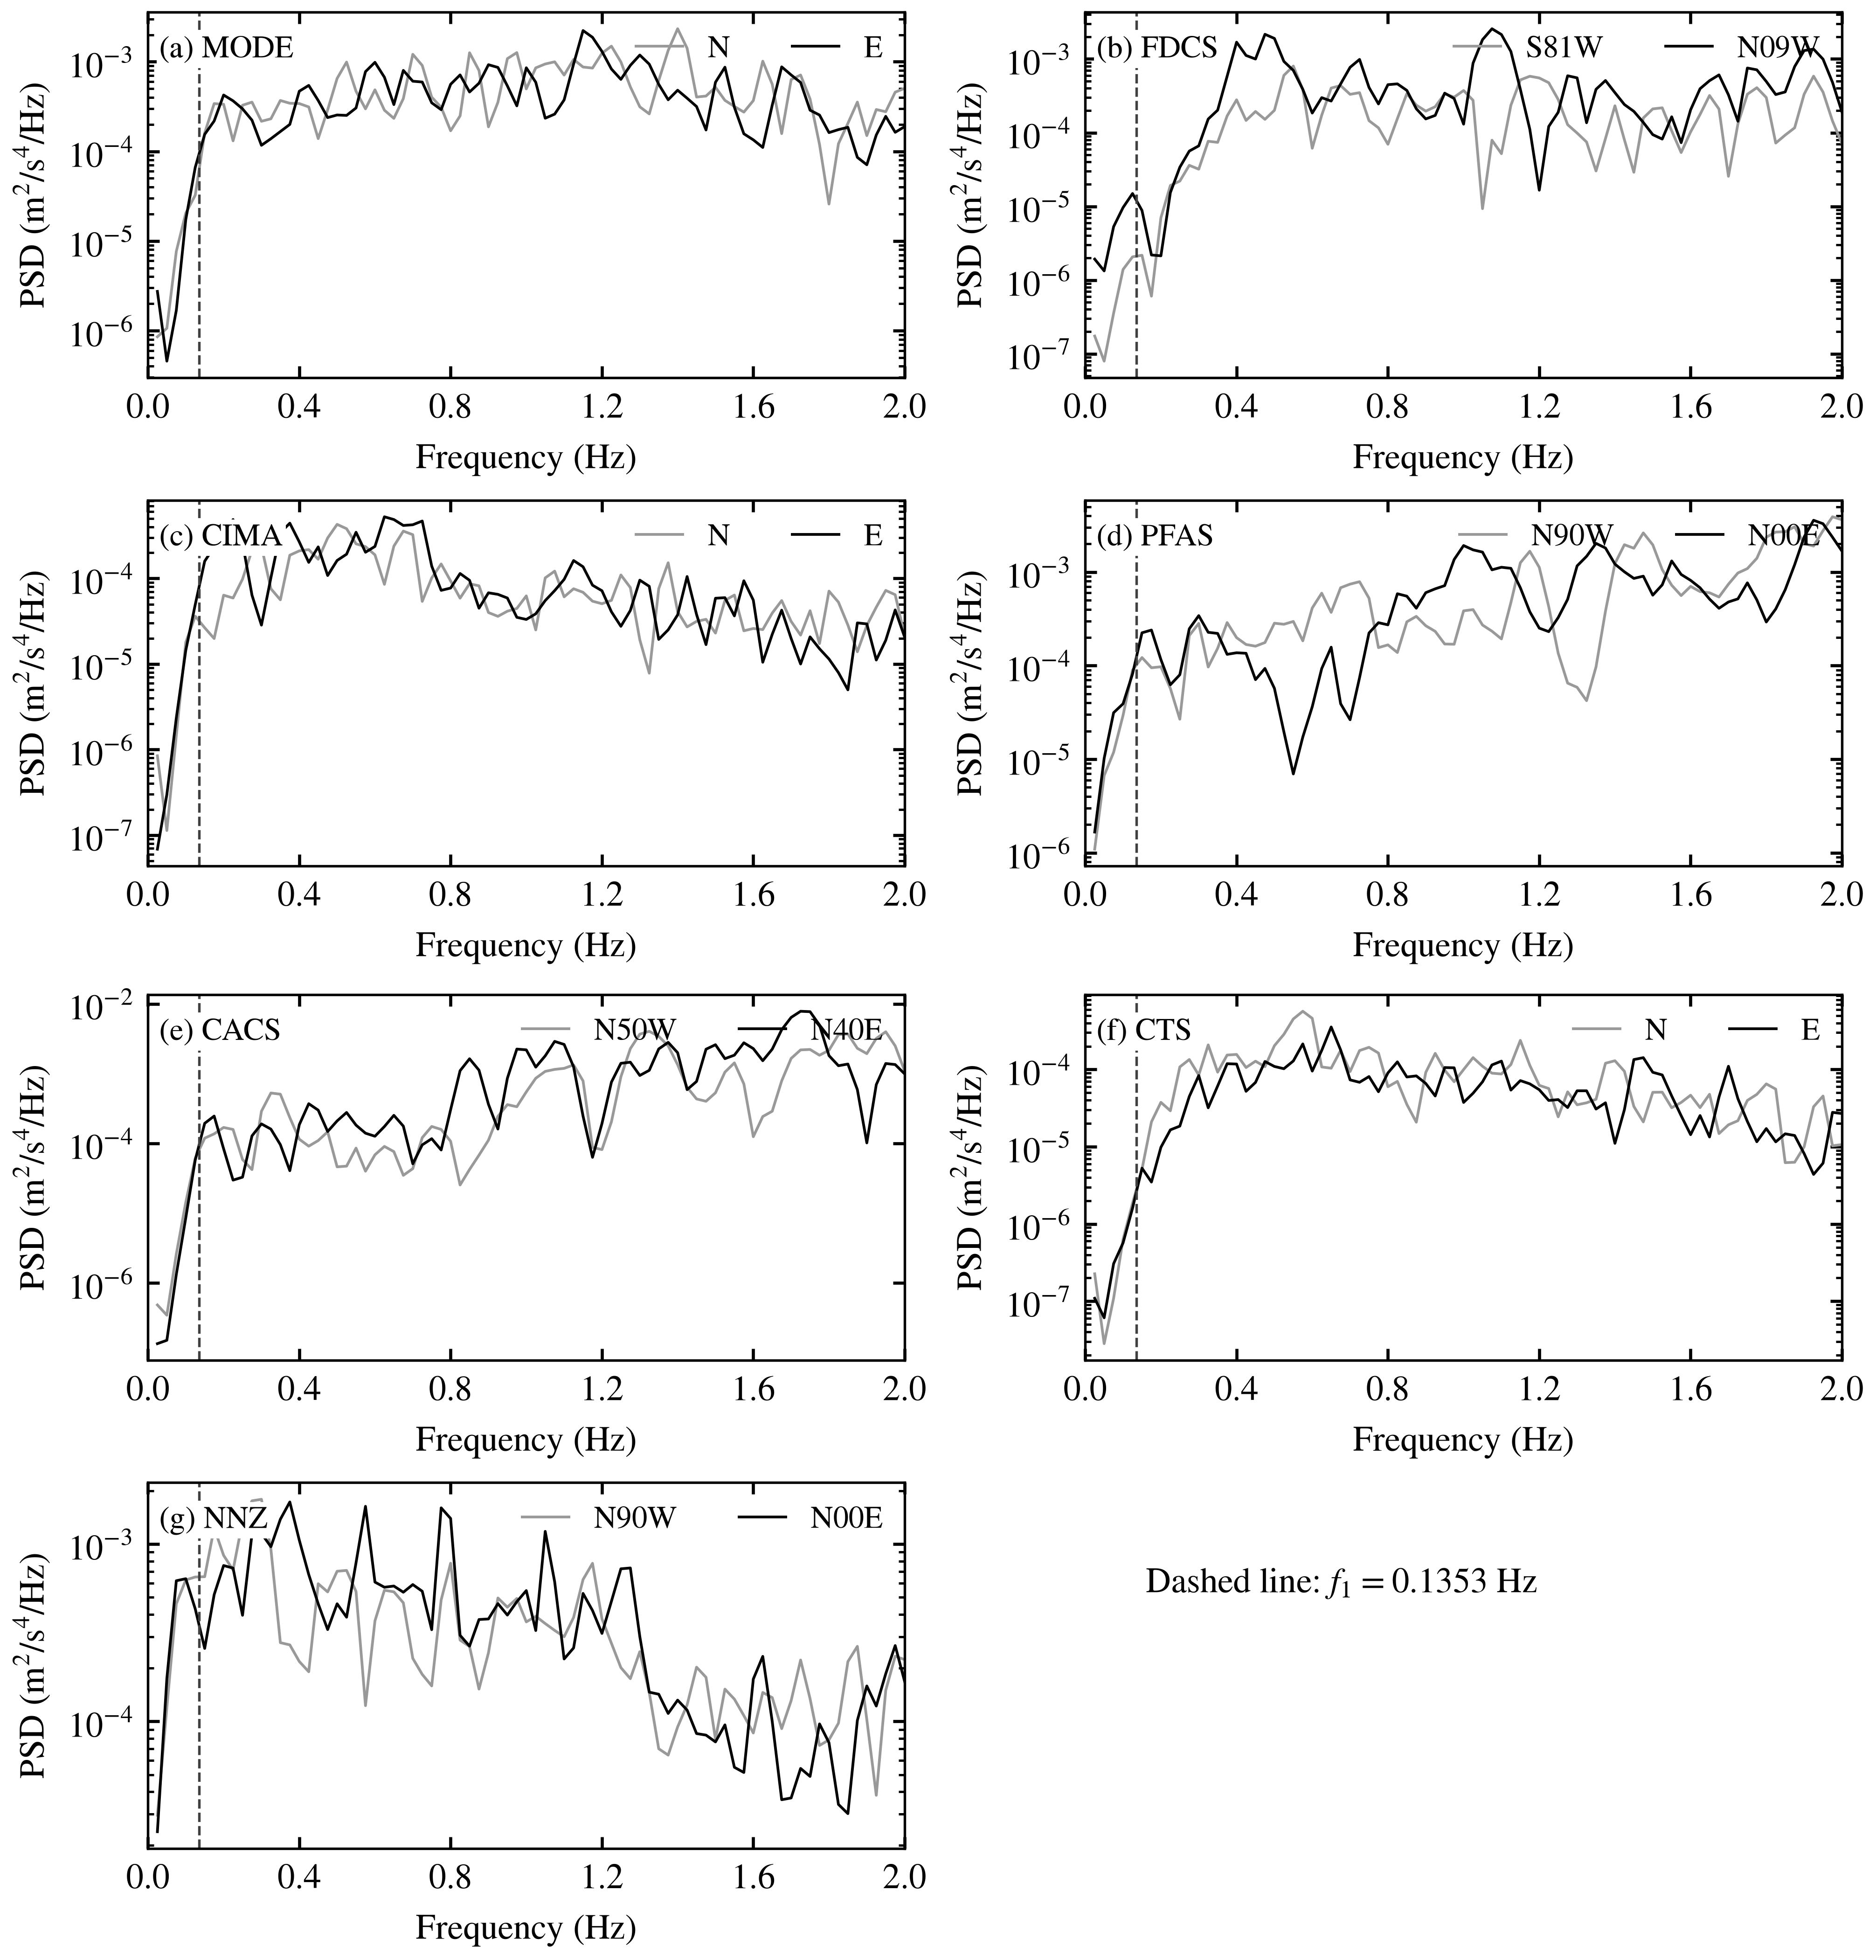 (a) MODE N E
10⁻³
10⁻⁴
10⁻⁵
10⁻⁶
PSD (m²/s⁴/Hz)
0.0 0.4 0.8 1.2 1.6 2.0
Frequency (Hz)
(b) FDCS S81W N09W
10⁻³
10⁻⁴
10⁻⁵
10⁻⁶
10⁻⁷
PSD (m²/s⁴/Hz)
0.0 0.4 0.8 1.2 1.6 2.0
Frequency (Hz)
(c) CIMA N E
10⁻⁴
10⁻⁵
10⁻⁶
10⁻⁷
PSD (m²/s⁴/Hz)
0.0 0.4 0.8 1.2 1.6 2.0
Frequency (Hz)
(d) PFAS N90W N00E
10⁻³
10⁻⁴
10⁻⁵
10⁻⁶
PSD (m²/s⁴/Hz)
0.0 0.4 0.8 1.2 1.6 2.0
Frequency (Hz)
(e) CACS N50W N40E
10⁻²
10⁻⁴
10⁻⁶
PSD (m²/s⁴/Hz)
0.0 0.4 0.8 1.2 1.6 2.0
Frequency (Hz)
(f) CTS N E
10⁻⁴
10⁻⁵
10⁻⁶
10⁻⁷
PSD (m²/s⁴/Hz)
0.0 0.4 0.8 1.2 1.6 2.0
Frequency (Hz)
(g) NNZ N90W N00E
10⁻³
10⁻⁴
PSD (m²/s⁴/Hz)
0.0 0.4 0.8 1.2 1.6 2.0
Frequency (Hz)
Dashed line: f₁ = 0.1353 Hz